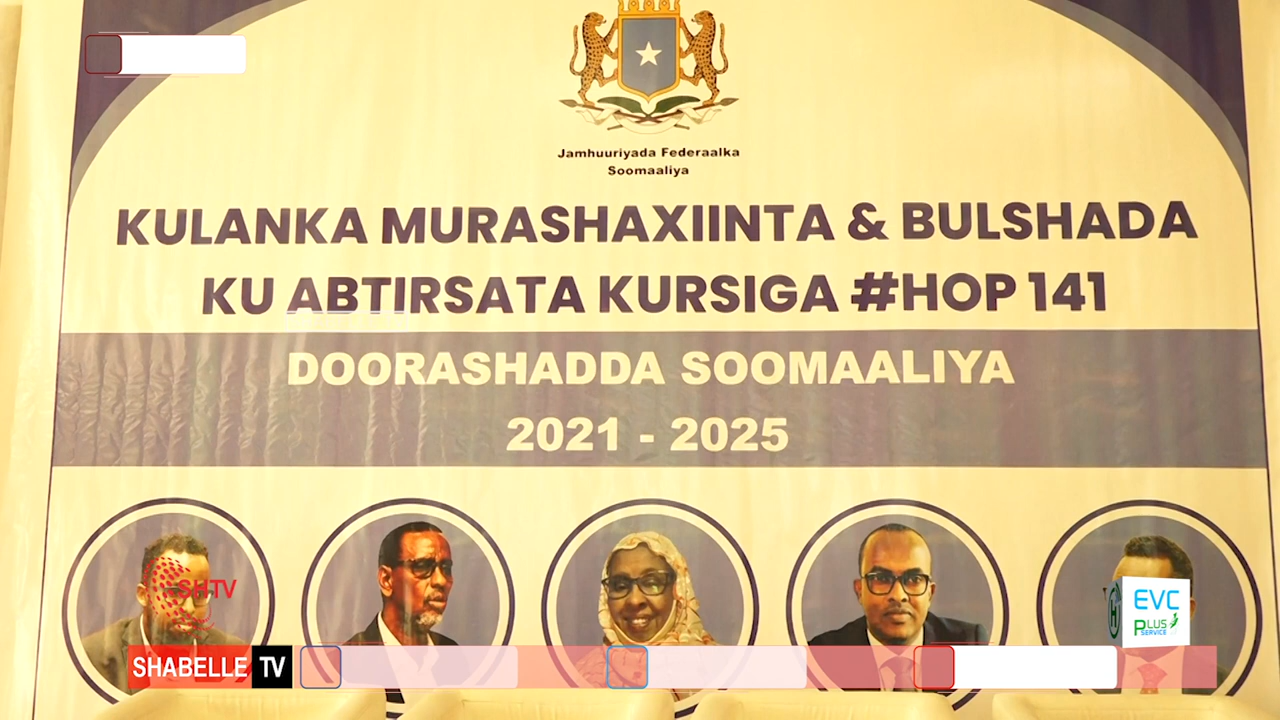 Jamhuuriyada Federaalka
Soomaaliya
KULANKA MURASHAXIINTA & BULSHADA
KU ABTIRSATA KURSIGA #HOP 141
DOORASHADDA SOOMAALIYA
2021 - 2025
SHTV
EVC
PLUS
SERVICE
SHABELLE TV